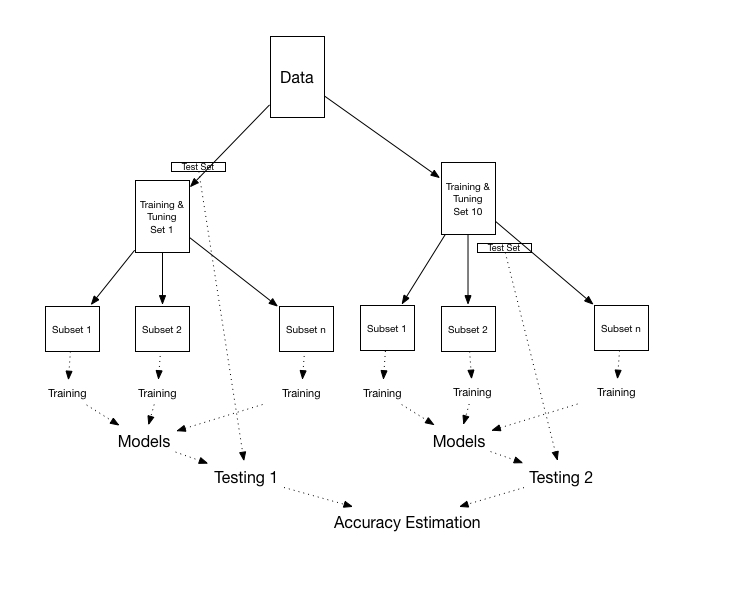 Data
Test Set
Training &
Tuning
Set 1
Training &
Tuning
Set 10
Test Set
Subset 1
Subset 2
Subset n
Subset 1
Subset 2
Subset n
Training
Training
Training
Training
Training
Training
Models
Models
Testing 1
Testing 2
Accuracy Estimation